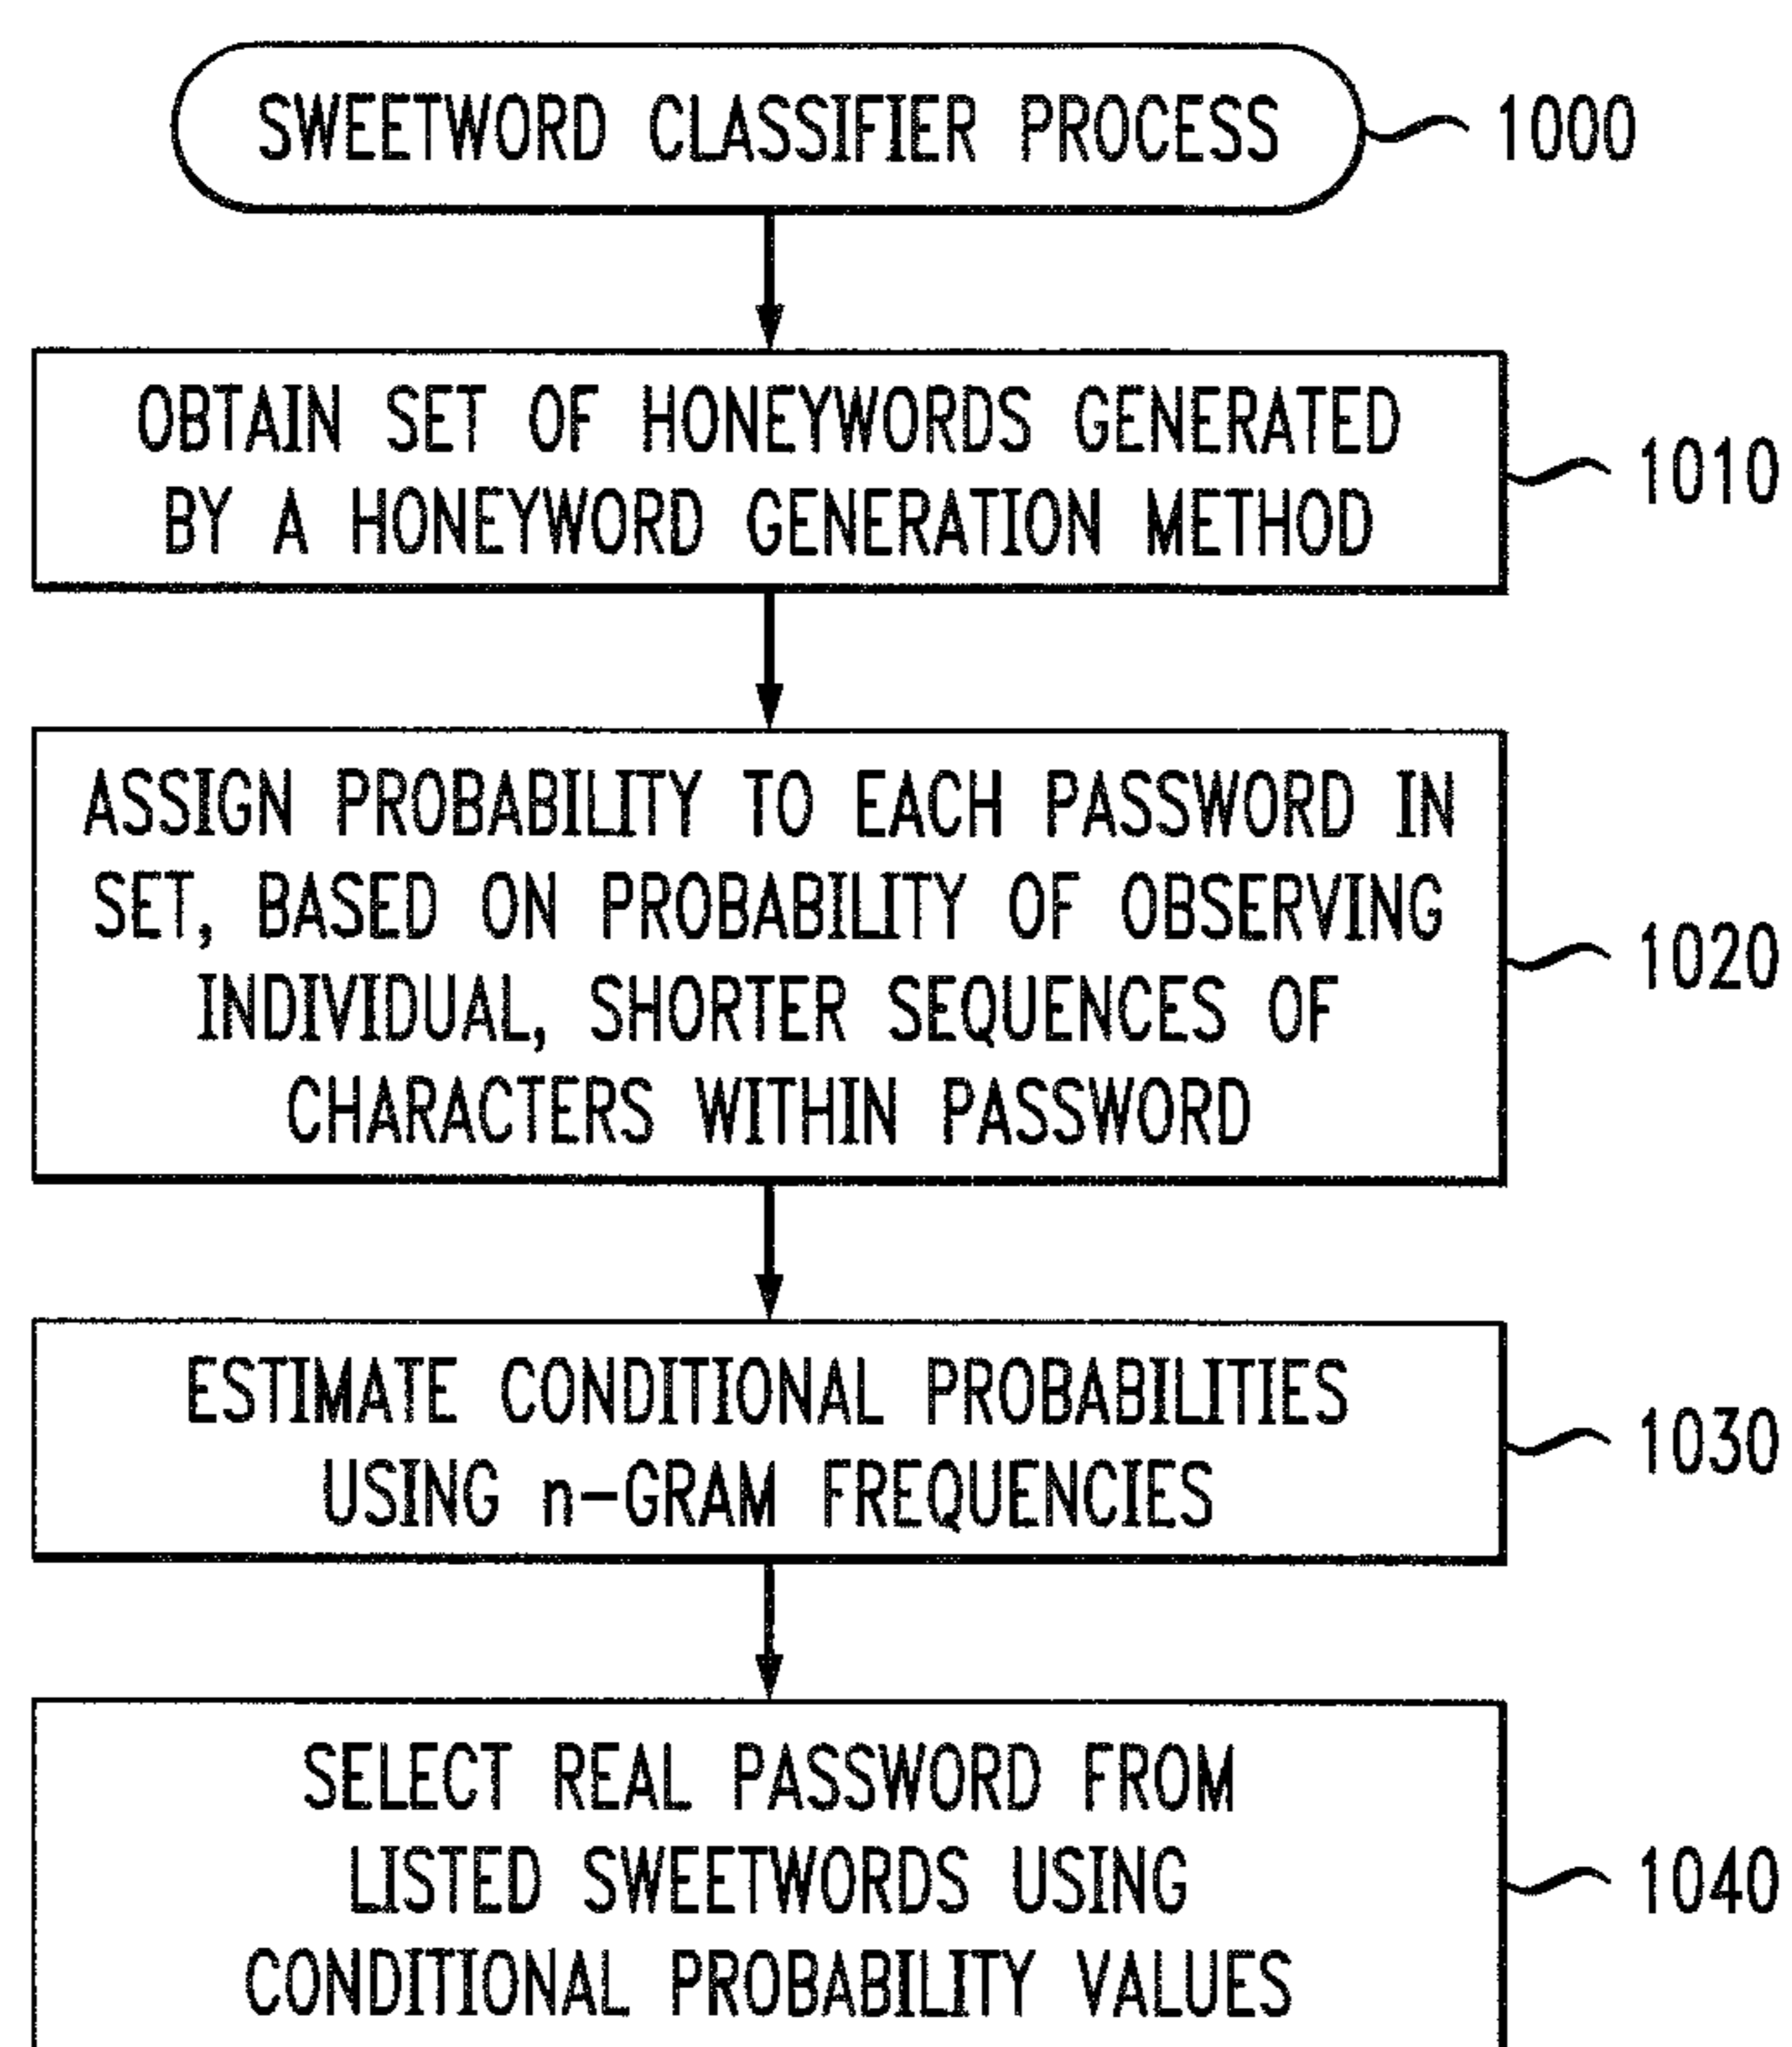 SWEETWORD CLASSIFIER PROCESS
1000
OBTAIN SET OF HONEYWORDS GENERATED
BY A HONEYWORD GENERATION METHOD
1010
ASSIGN PROBABILITY TO EACH PASSWORD IN
SET, BASED ON PROBABILITY OF OBSERVING
INDIVIDUAL, SHORTER SEQUENCES OF
CHARACTERS WITHIN PASSWORD
1020
ESTIMATE CONDITIONAL PROBABILITIES
USING n-GRAM FREQUENCIES
1030
SELECT REAL PASSWORD FROM
LISTED SWEETWORDS USING
CONDITIONAL PROBABILITY VALUES
1040